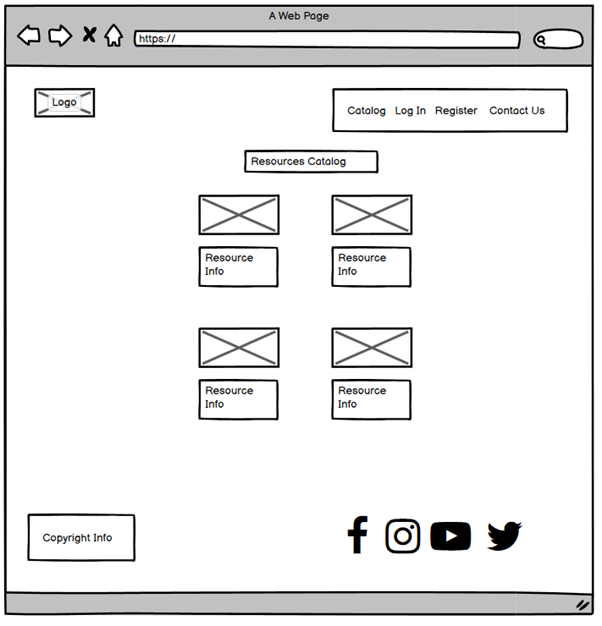 A Web Page
https://
Logo
Catalog Log In Register Contact Us
Resources Catalog
Resource
Info
Resource
Info
Resource
Info
Resource
Info
Copyright Info